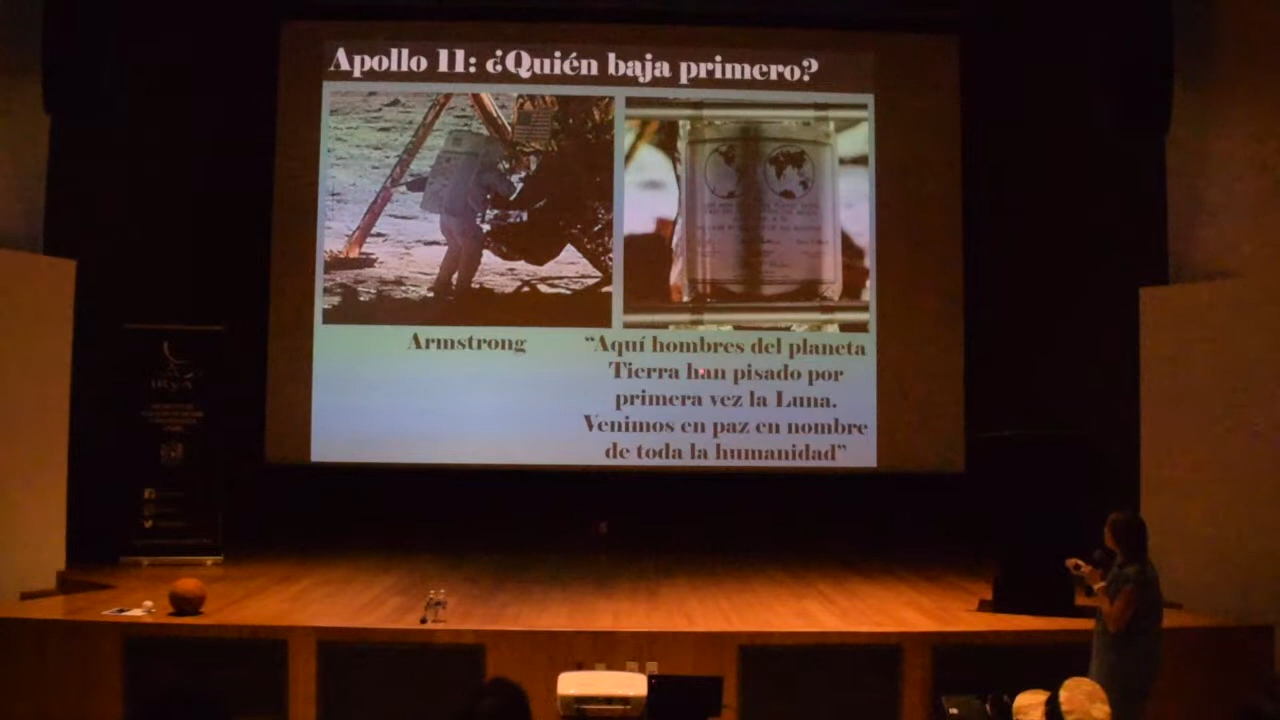 Apollo 11: ¿Quién baja primero?
Armstrong
“Aquí hombres del planeta
Tierra han pisado por
primera vez la Luna.
Venimos en paz en nombre
de toda la humanidad”